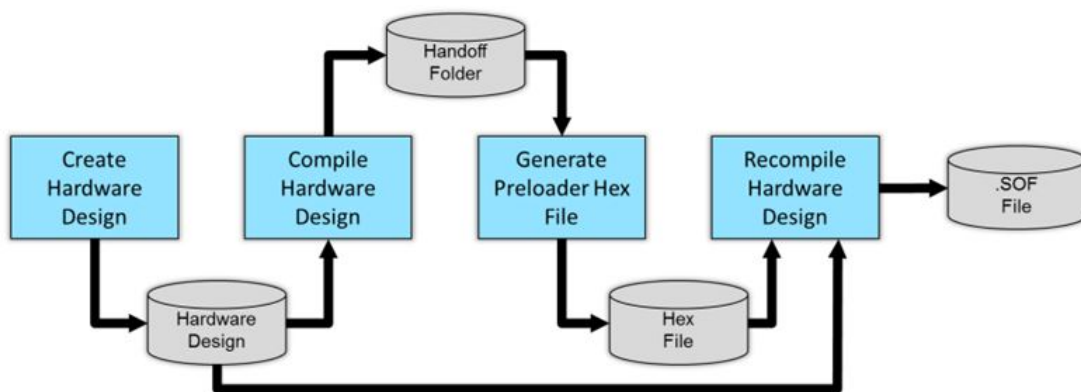 Handoff
Folder
Create
Hardware
Design
Compile
Hardware
Design
Generate
Preloader Hex
File
Recompile
Hardware
Design
.SOF
File
Hardware
Design
Hex
File